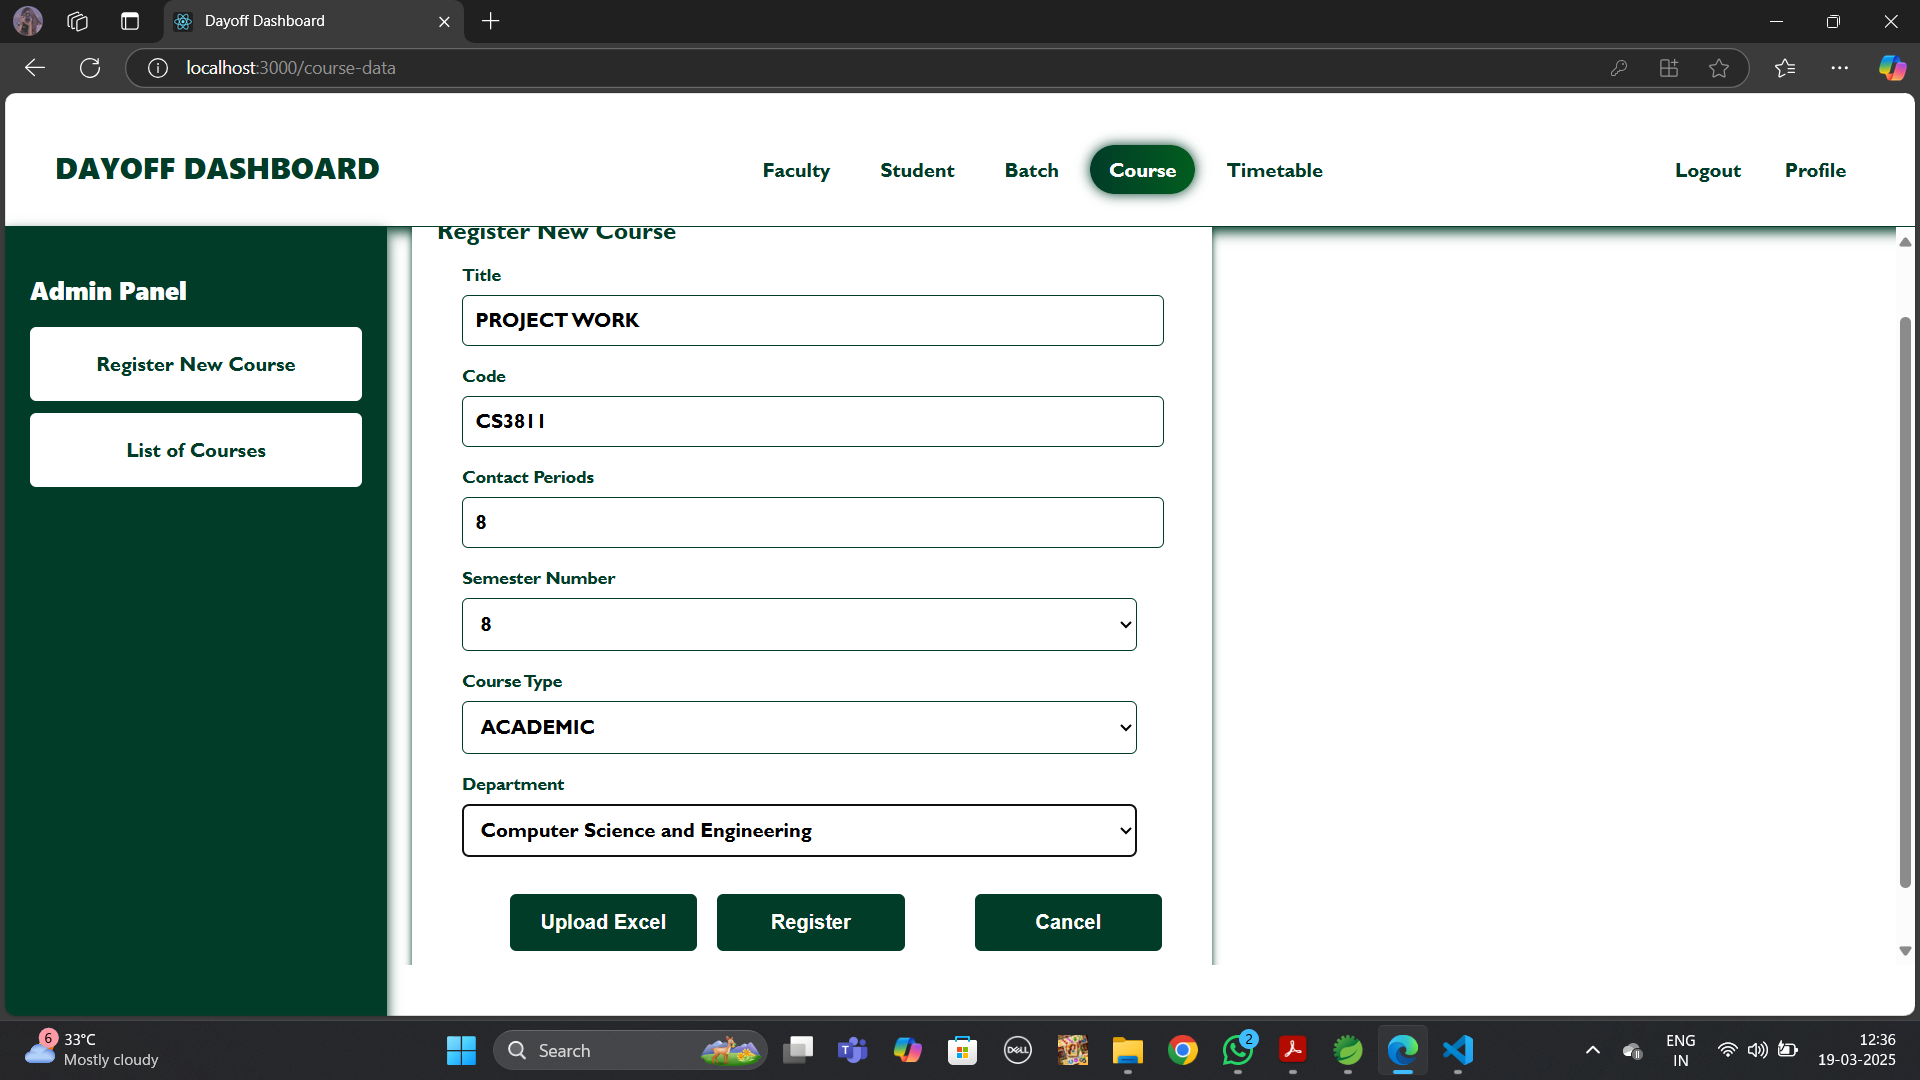 Dayoff Dashboard
localhost:3000/course-data
DAYOFF DASHBOARD
Faculty
Student
Batch
Course
Timetable
Logout
Profile
Admin Panel
Register New Course
List of Courses
Register New Course
Title
PROJECT WORK
Code
CS3811
Contact Periods
8
Semester Number
8
Course Type
ACADEMIC
Department
Computer Science and Engineering
Upload Excel
Register
Cancel
6
33°C
Mostly cloudy
Search
DELL
2
ENG
IN
12:36
19-03-2025